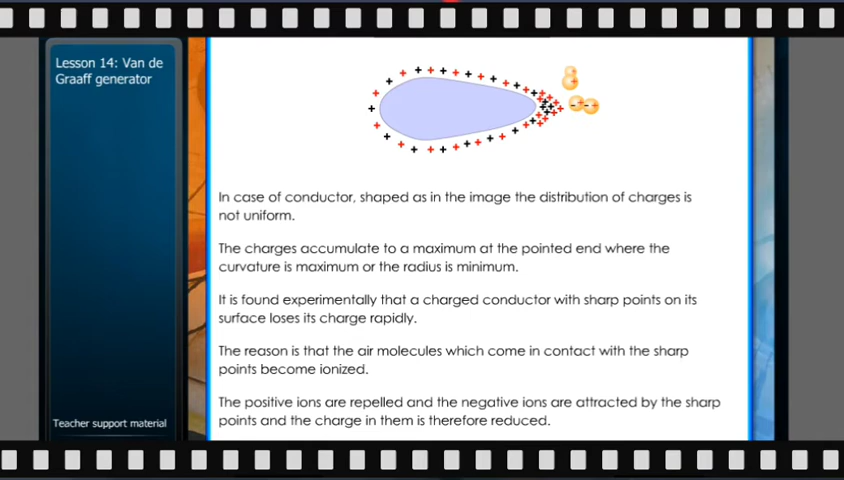 Lesson 14: Van de
Graaff generator
In case of conductor, shaped as in the image the distribution of charges is
not uniform.
The charges accumulate to a maximum at the pointed end where the
curvature is maximum or the radius is minimum.
It is found experimentally that a charged conductor with sharp points on its
surface loses its charge rapidly.
The reason is that the air molecules which come in contact with the sharp
points become ionized.
The positive ions are repelled and the negative ions are attracted by the sharp
points and the charge in them is therefore reduced.
Teacher support material